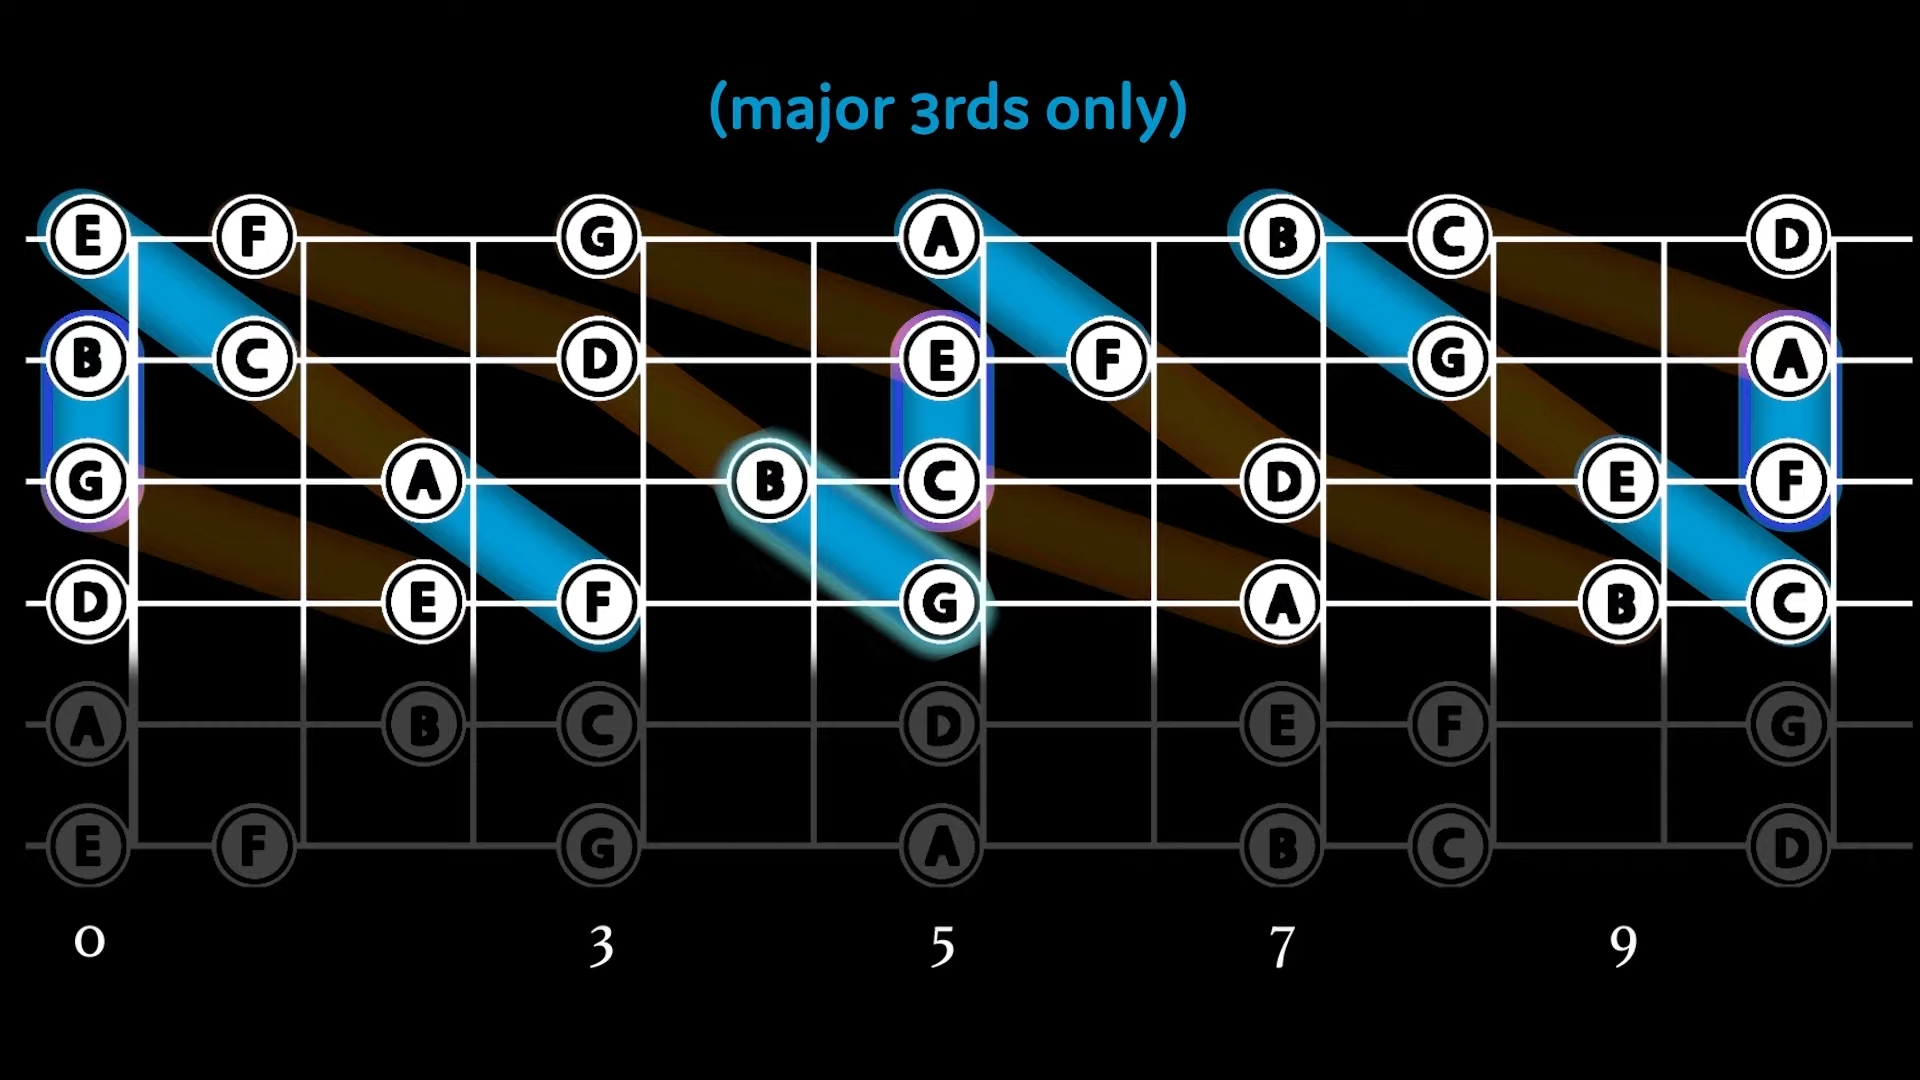 (major 3rds only)
E F G A B C D
B C D E F G A
G A B C D E F
D E F G A B C
A B C D E F G
E F G A B C D
0 3 5 7 9